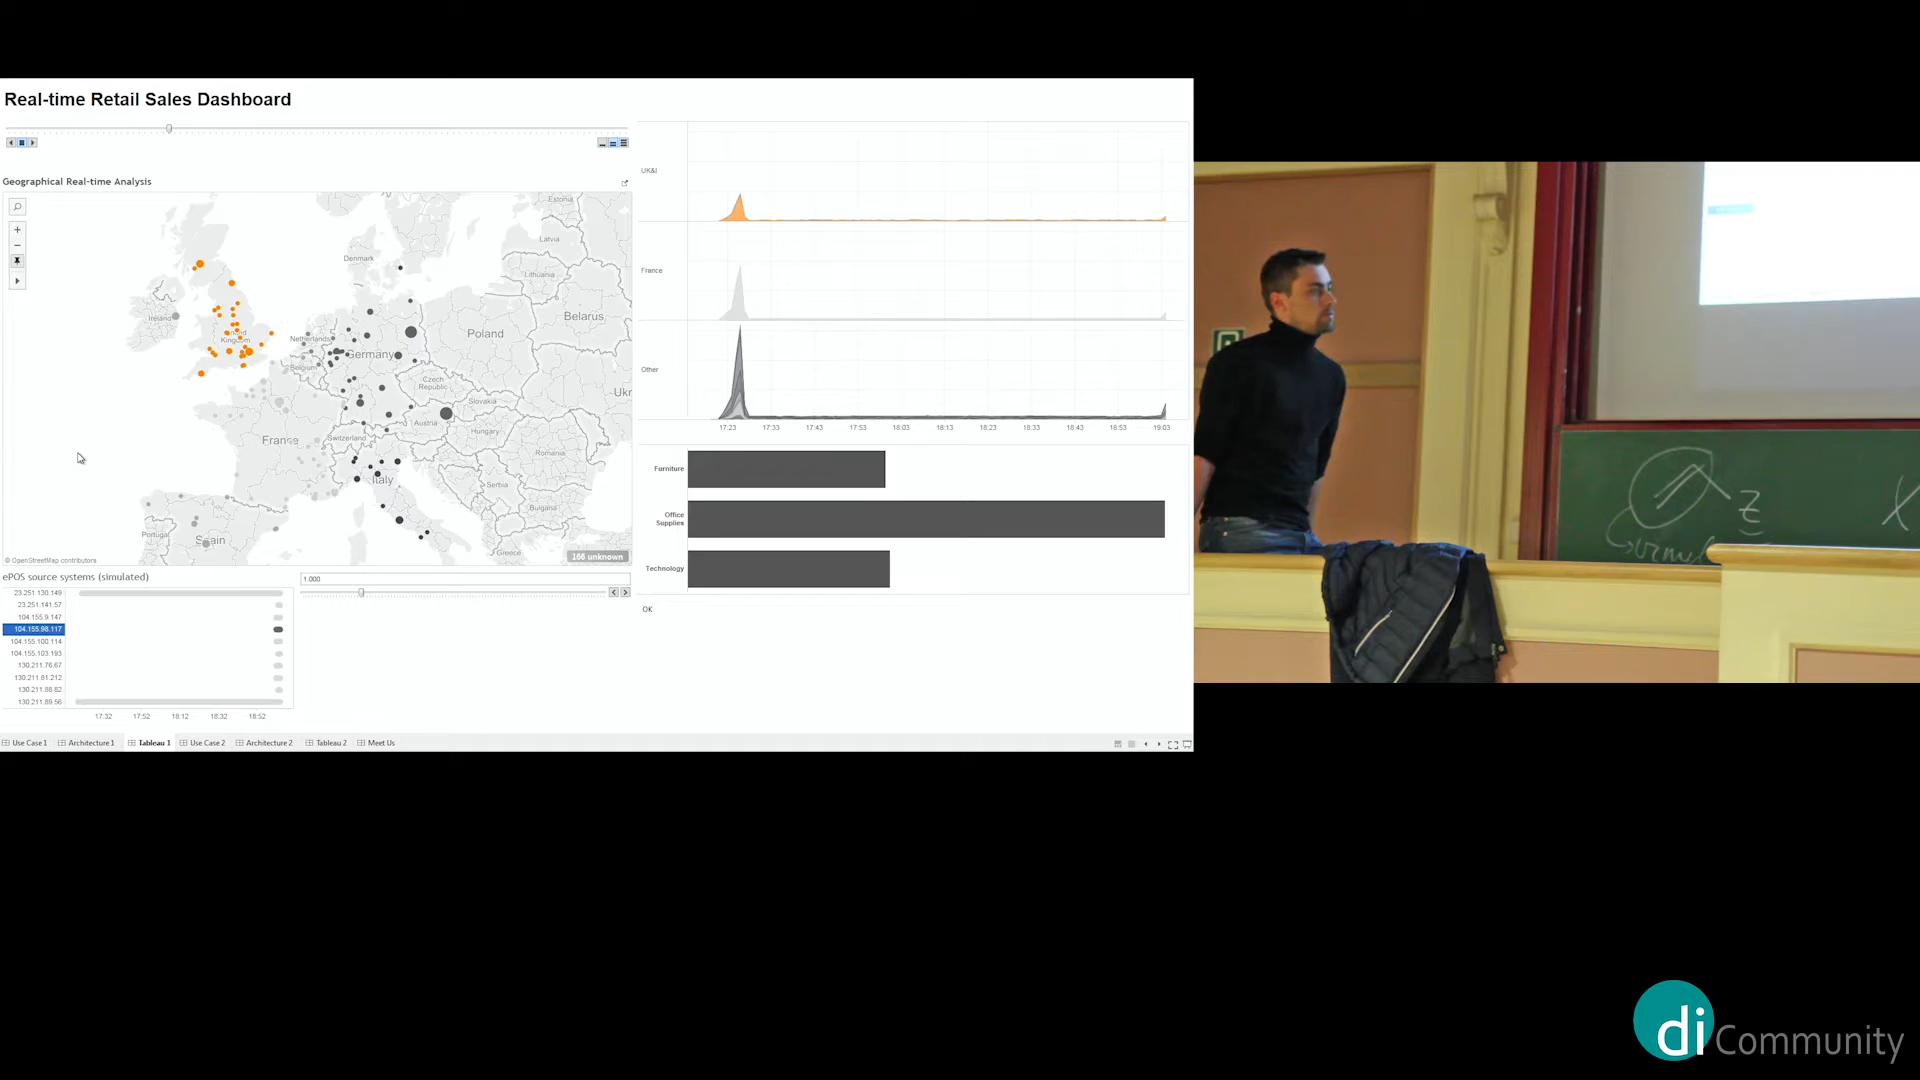 Real-time Retail Sales Dashboard
Geographical Real-time Analysis
Estonia
Latvia
Denmark
Lithuania
Ireland
United
Kingdom
Belarus
Poland
Netherlands
Germany
Belgium
Czech
Republic
Ukr
Slovakia
Austria
Hungary
France
Switzerland
Romania
Italy
Serbia
Bulgaria
Portugal
Spain
Greece
© OpenStreetMap contributors
166 unknown
UK&I
France
Other
17:23 17:33 17:43 17:53 18:03 18:13 18:23 18:33 18:43 18:53 19:03
Furniture
Office
Supplies
Technology
OK
ePOS source systems (simulated)
1.000
23.251.130.149
23.251.141.57
104.155.9.147
104.155.98.117
104.155.100.114
104.155.103.193
130.211.76.67
130.211.81.212
130.211.88.82
130.211.89.56
17:32 17:52 18:12 18:32 18:52
Use Case 1 Architecture 1 Tableau 1 Use Case 2 Architecture 2 Tableau 2 Meet Us
Z
X
di Community